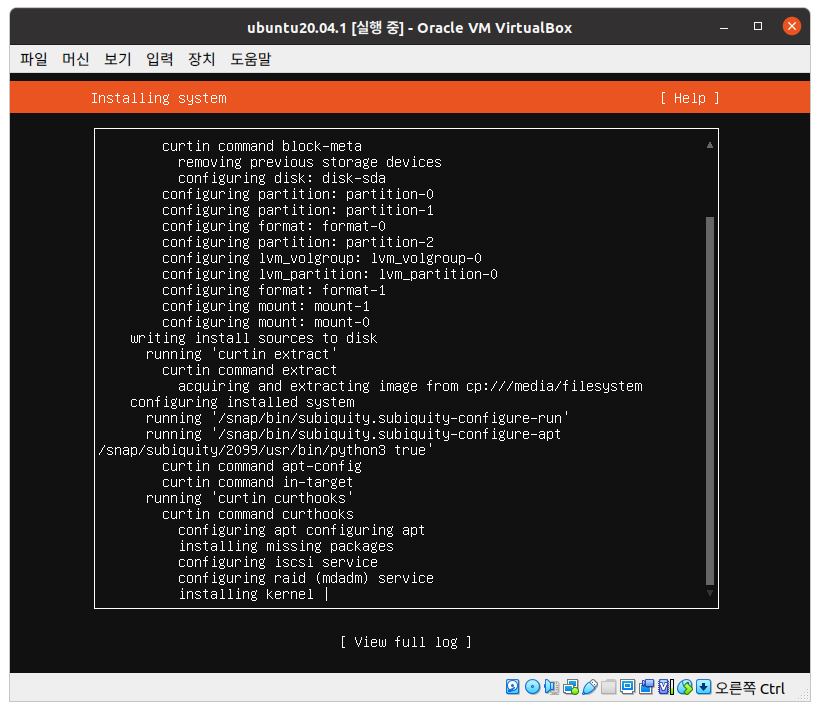 ubuntu20.04.1 [실행 중] - Oracle VM VirtualBox
파일 머신 보기 입력 장치 도움말
Installing system [ Help ]
curtin command block-meta
removing previous storage devices
configuring disk: disk-sda
configuring partition: partition-0
configuring partition: partition-1
configuring format: format-0
configuring partition: partition-2
configuring lvm_volgroup: lvm_volgroup-0
configuring lvm_partition: lvm_partition-0
configuring format: format-1
configuring mount: mount-1
configuring mount: mount-0
writing install sources to disk
running 'curtin extract'
curtin command extract
acquiring and extracting image from cp:///media/filesystem
configuring installed system
running '/snap/bin/subiquity.subiquity-configure-run'
running '/snap/bin/subiquity.subiquity-configure-apt
/snap/subiquity/2099/usr/bin/python3 true'
curtin command apt-config
curtin command in-target
running 'curtin curthooks'
curtin command curthooks
configuring apt configuring apt
installing missing packages
configuring iscsi service
configuring raid (mdadm) service
installing kernel |
[ View full log ]
오른쪽 Ctrl